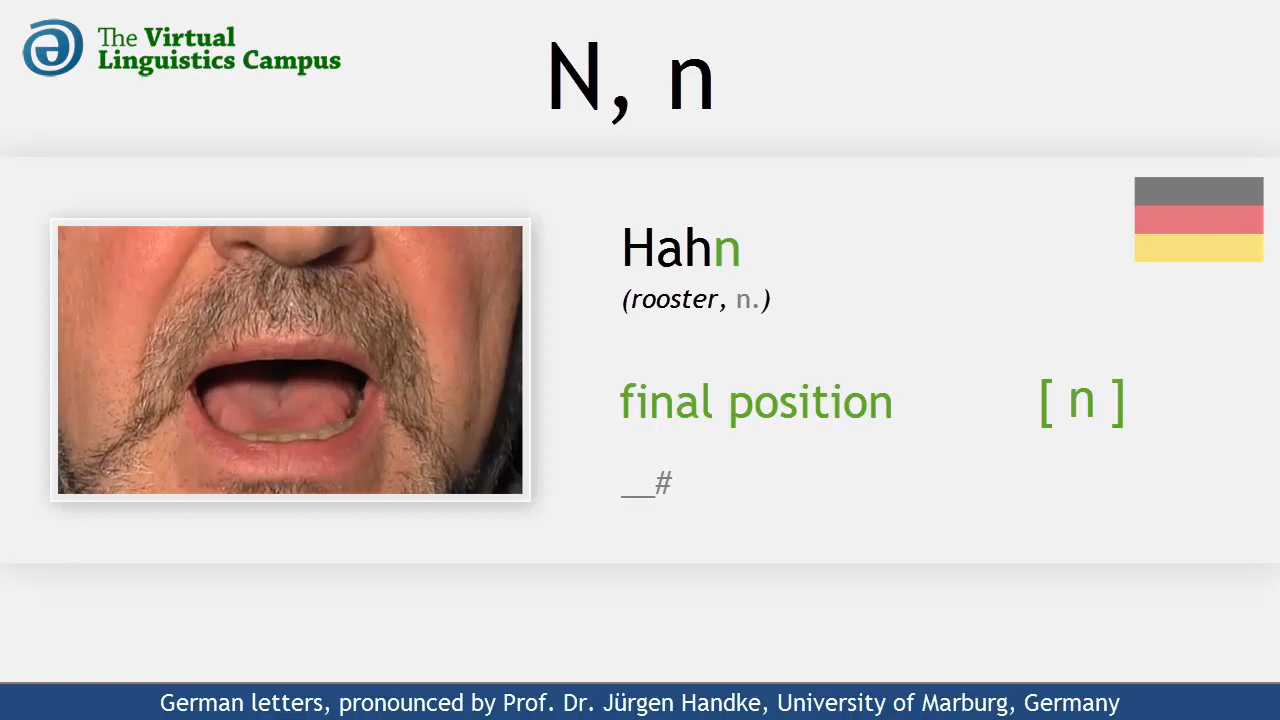 The Virtual
Linguistics Campus
N, n
Hahn
(rooster, n.)
final position [ n ]
__#
German letters, pronounced by Prof. Dr. Jürgen Handke, University of Marburg, Germany